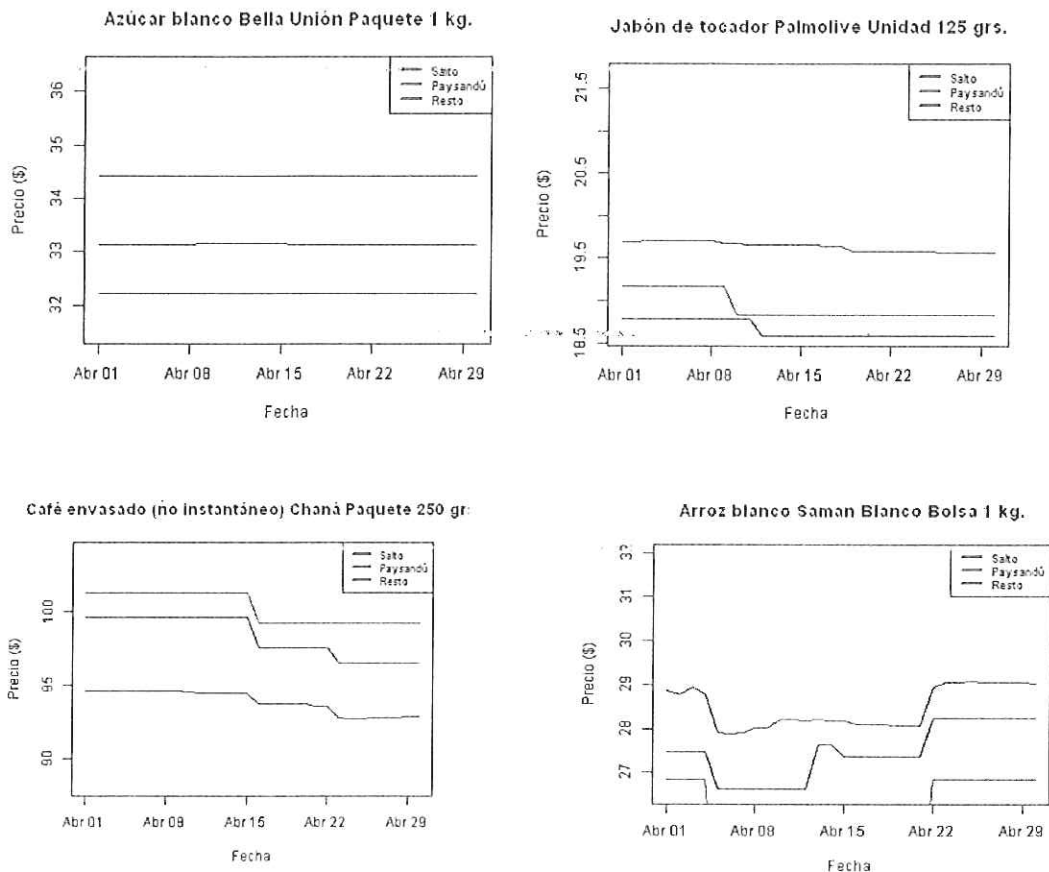 Azúcar blanco Bella Unión Paquete 1 kg.
Salto
Paysandú
Resto
36
35
34
33
32
Precio ($)
Abr 01 Abr 08 Abr 15 Abr 22 Abr 29
Fecha
Jabón de tocador Palmolive Unidad 125 grs.
Salto
Paysandú
Resto
21.5
20.5
19.5
18.5
Precio ($)
Abr 01 Abr 08 Abr 15 Abr 22 Abr 29
Fecha
Café envasado (no instantáneo) Chaná Paquete 250 gr:
Salto
Paysandú
Resto
100
95
90
Precio ($)
Abr 01 Abr 08 Abr 15 Abr 22 Abr 29
Fecha
Arroz blanco Saman Blanco Bolsa 1 kg.
Salto
Paysandú
Resto
32
31
30
29
28
27
Precio ($)
Abr 01 Abr 08 Abr 15 Abr 22 Abr 29
Fecha